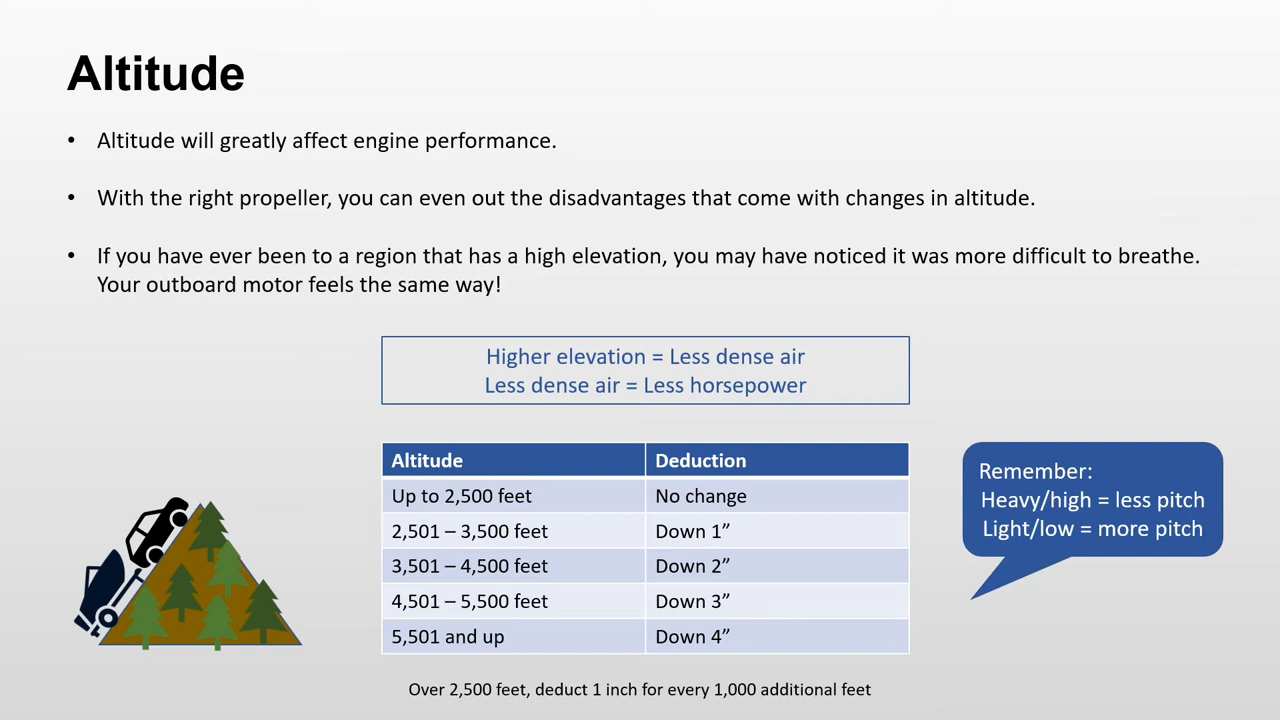 Altitude
• Altitude will greatly affect engine performance.
• With the right propeller, you can even out the disadvantages that come with changes in altitude.
• If you have ever been to a region that has a high elevation, you may have noticed it was more difficult to breathe.
Your outboard motor feels the same way!
Higher elevation = Less dense air
Less dense air = Less horsepower
Altitude Deduction
Up to 2,500 feet No change
2,501 – 3,500 feet Down 1”
3,501 – 4,500 feet Down 2”
4,501 – 5,500 feet Down 3”
5,501 and up Down 4”
Remember:
Heavy/high = less pitch
Light/low = more pitch
Over 2,500 feet, deduct 1 inch for every 1,000 additional feet